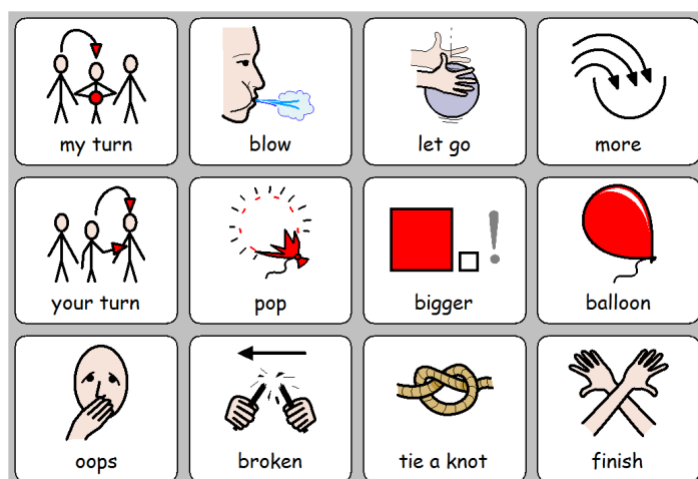 my turn
blow
let go
more
your turn
pop
bigger
balloon
oops
broken
tie a knot
finish